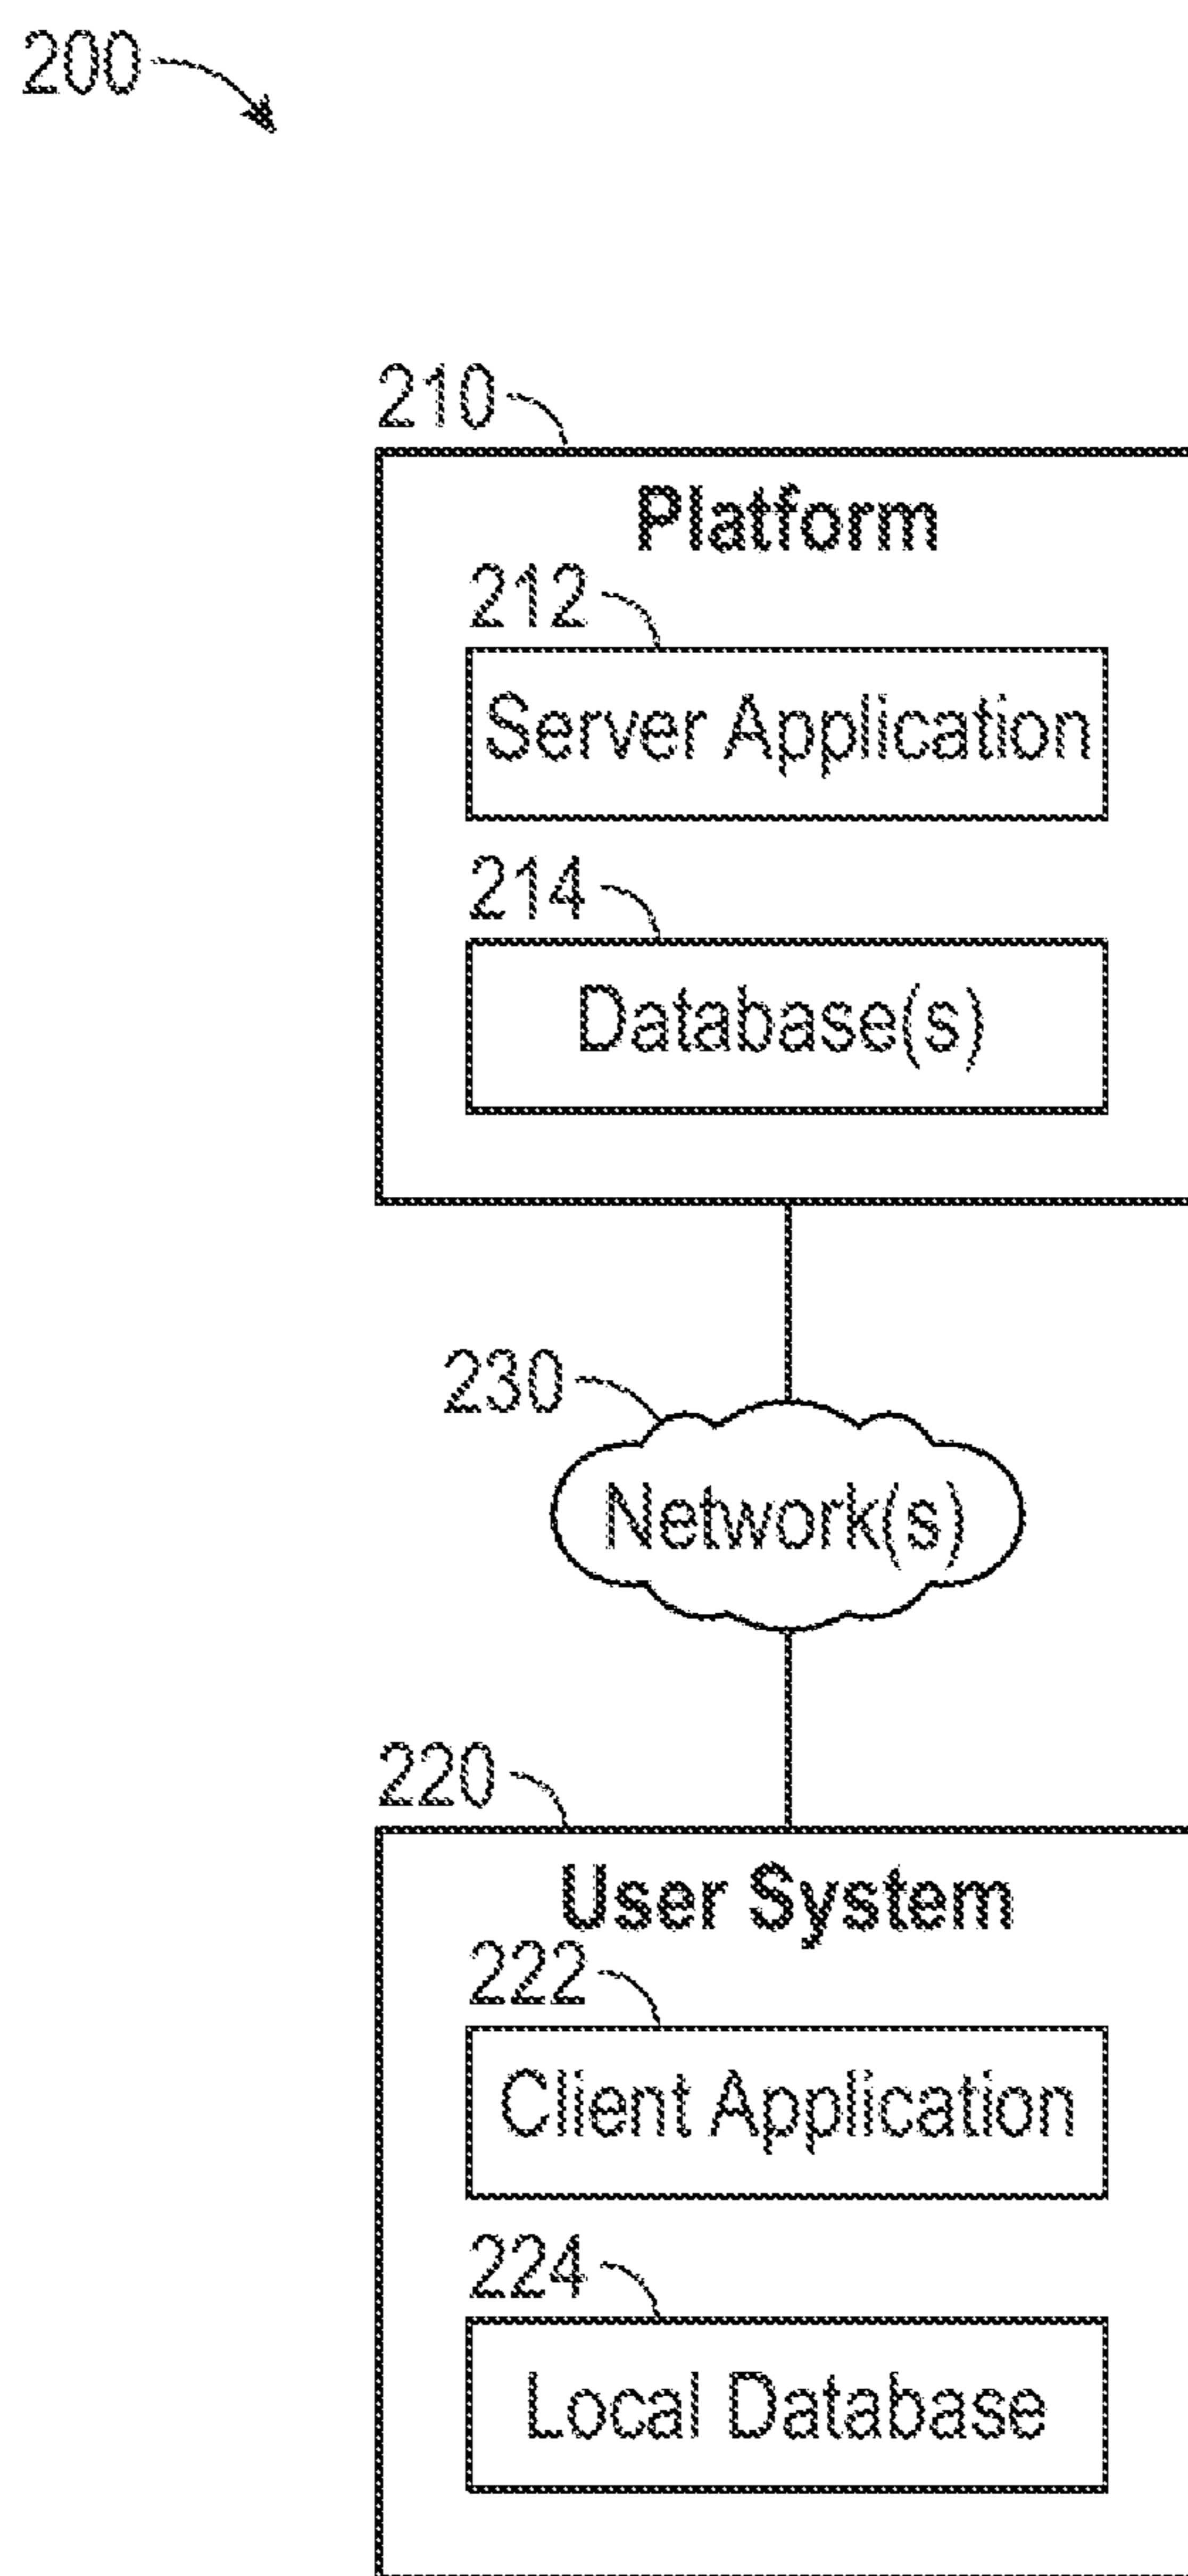 200
210
Platform
212
Server Application
214
Database(s)
230
Network(s)
220
User System
222
Client Application
224
Local Database